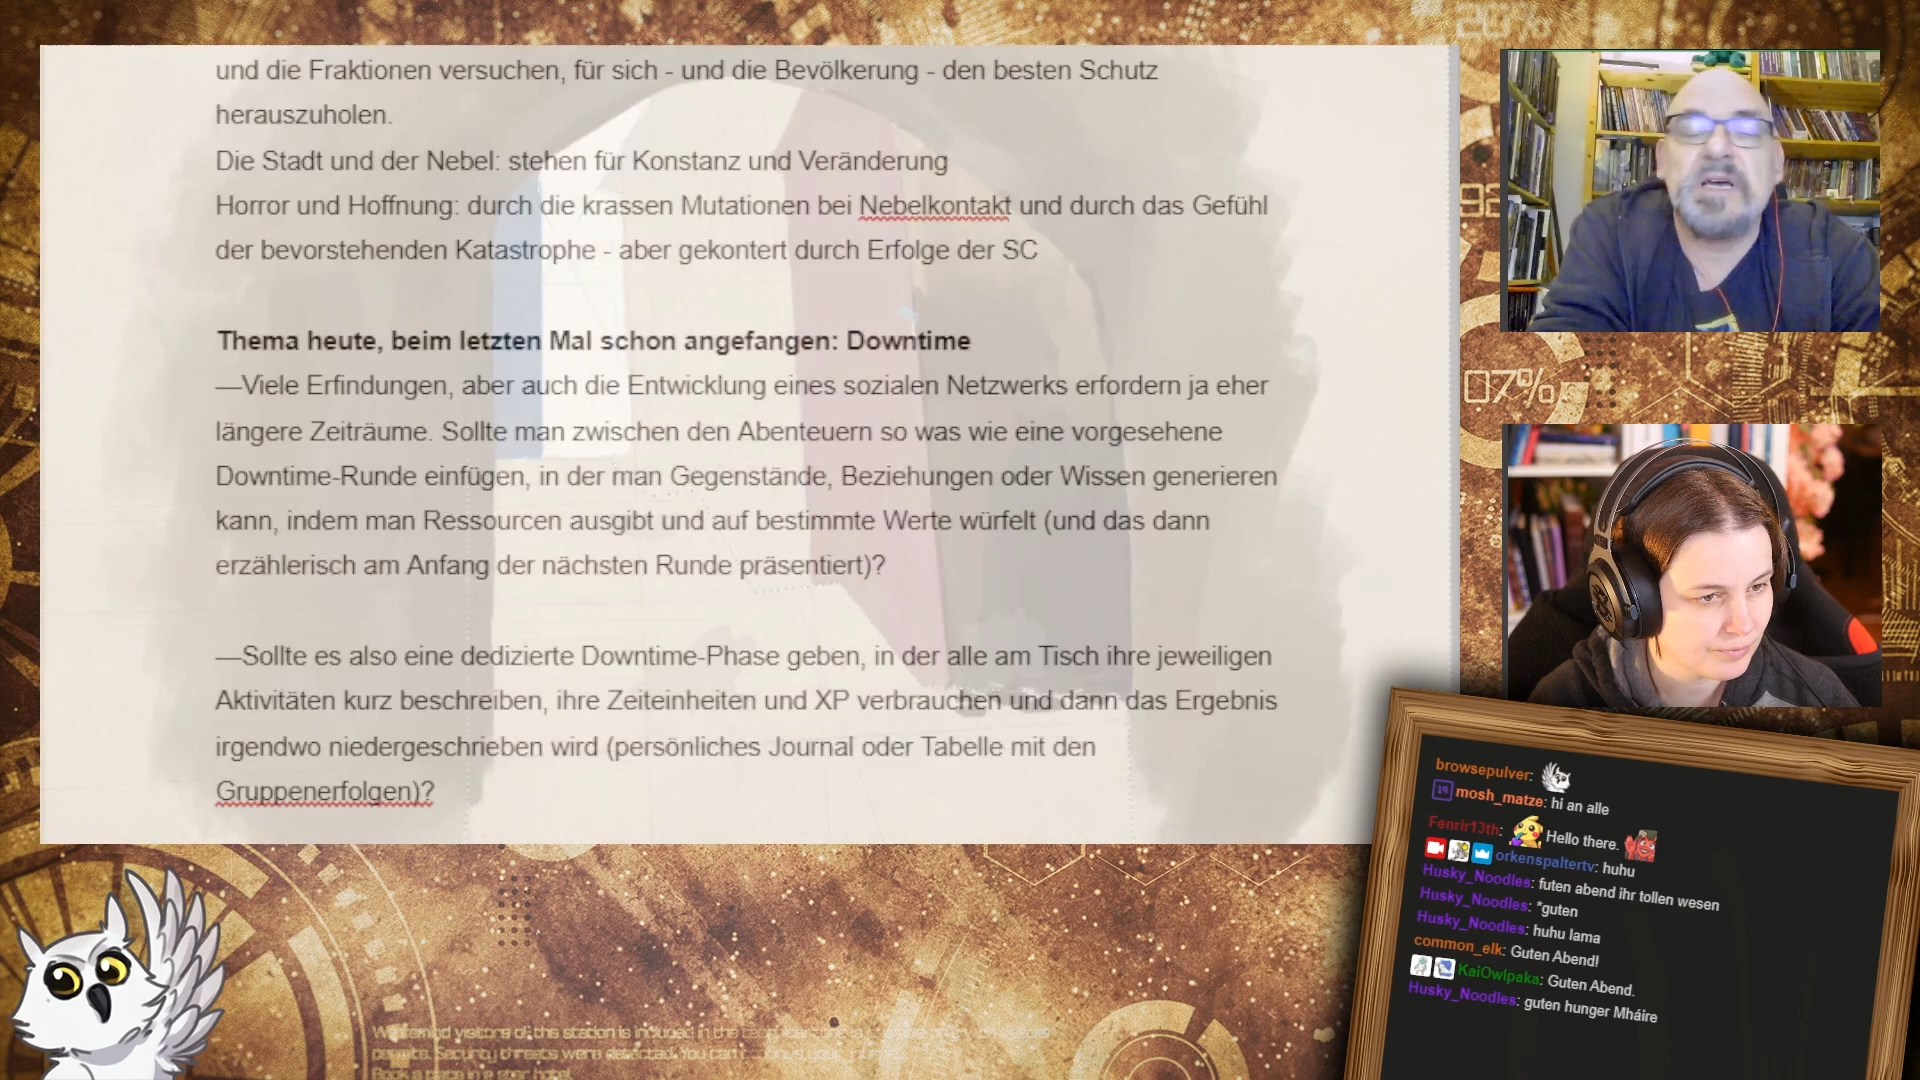 und die Fraktionen versuchen, für sich - und die Bevölkerung - den besten Schutz
herauszuholen.
Die Stadt und der Nebel: stehen für Konstanz und Veränderung
Horror und Hoffnung: durch die krassen Mutationen bei Nebelkontakt und durch das Gefühl
der bevorstehenden Katastrophe - aber gekontert durch Erfolge der SC
Thema heute, beim letzten Mal schon angefangen: Downtime
—Viele Erfindungen, aber auch die Entwicklung eines sozialen Netzwerks erfordern ja eher
längere Zeiträume. Sollte man zwischen den Abenteuern so was wie eine vorgesehene
Downtime-Runde einfügen, in der man Gegenstände, Beziehungen oder Wissen generieren
kann, indem man Ressourcen ausgibt und auf bestimmte Werte würfelt (und das dann
erzählerisch am Anfang der nächsten Runde präsentiert)?
—Sollte es also eine dedizierte Downtime-Phase geben, in der alle am Tisch ihre jeweiligen
Aktivitäten kurz beschreiben, ihre Zeiteinheiten und XP verbrauchen und dann das Ergebnis
irgendwo niedergeschrieben wird (persönliches Journal oder Tabelle mit den
Gruppenerfolgen)?
07%
browsepulver:
19 mosh_matze: hi an alle
Fenrir13th: Hello there.
orkenspaltertv: huhu
Husky_Noodles: futen abend ihr tollen wesen
Husky_Noodles: *guten
Husky_Noodles: huhu lama
common_elk: Guten Abend!
KaiOwlpaka: Guten Abend.
Husky_Noodles: guten hunger Mháire